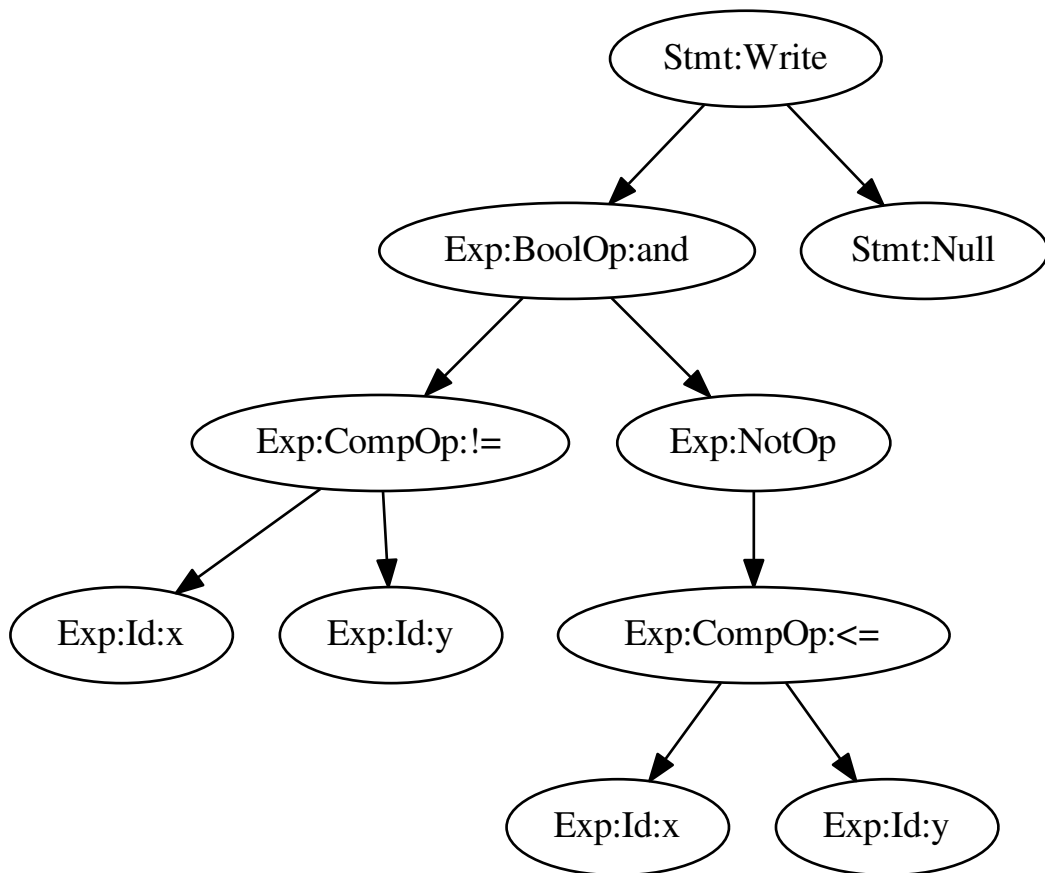 Stmt:Write
Exp:BoolOp:and
Stmt:Null
Exp:CompOp:!=
Exp:NotOp
Exp:Id:x
Exp:Id:y
Exp:CompOp:<=
Exp:Id:x
Exp:Id:y